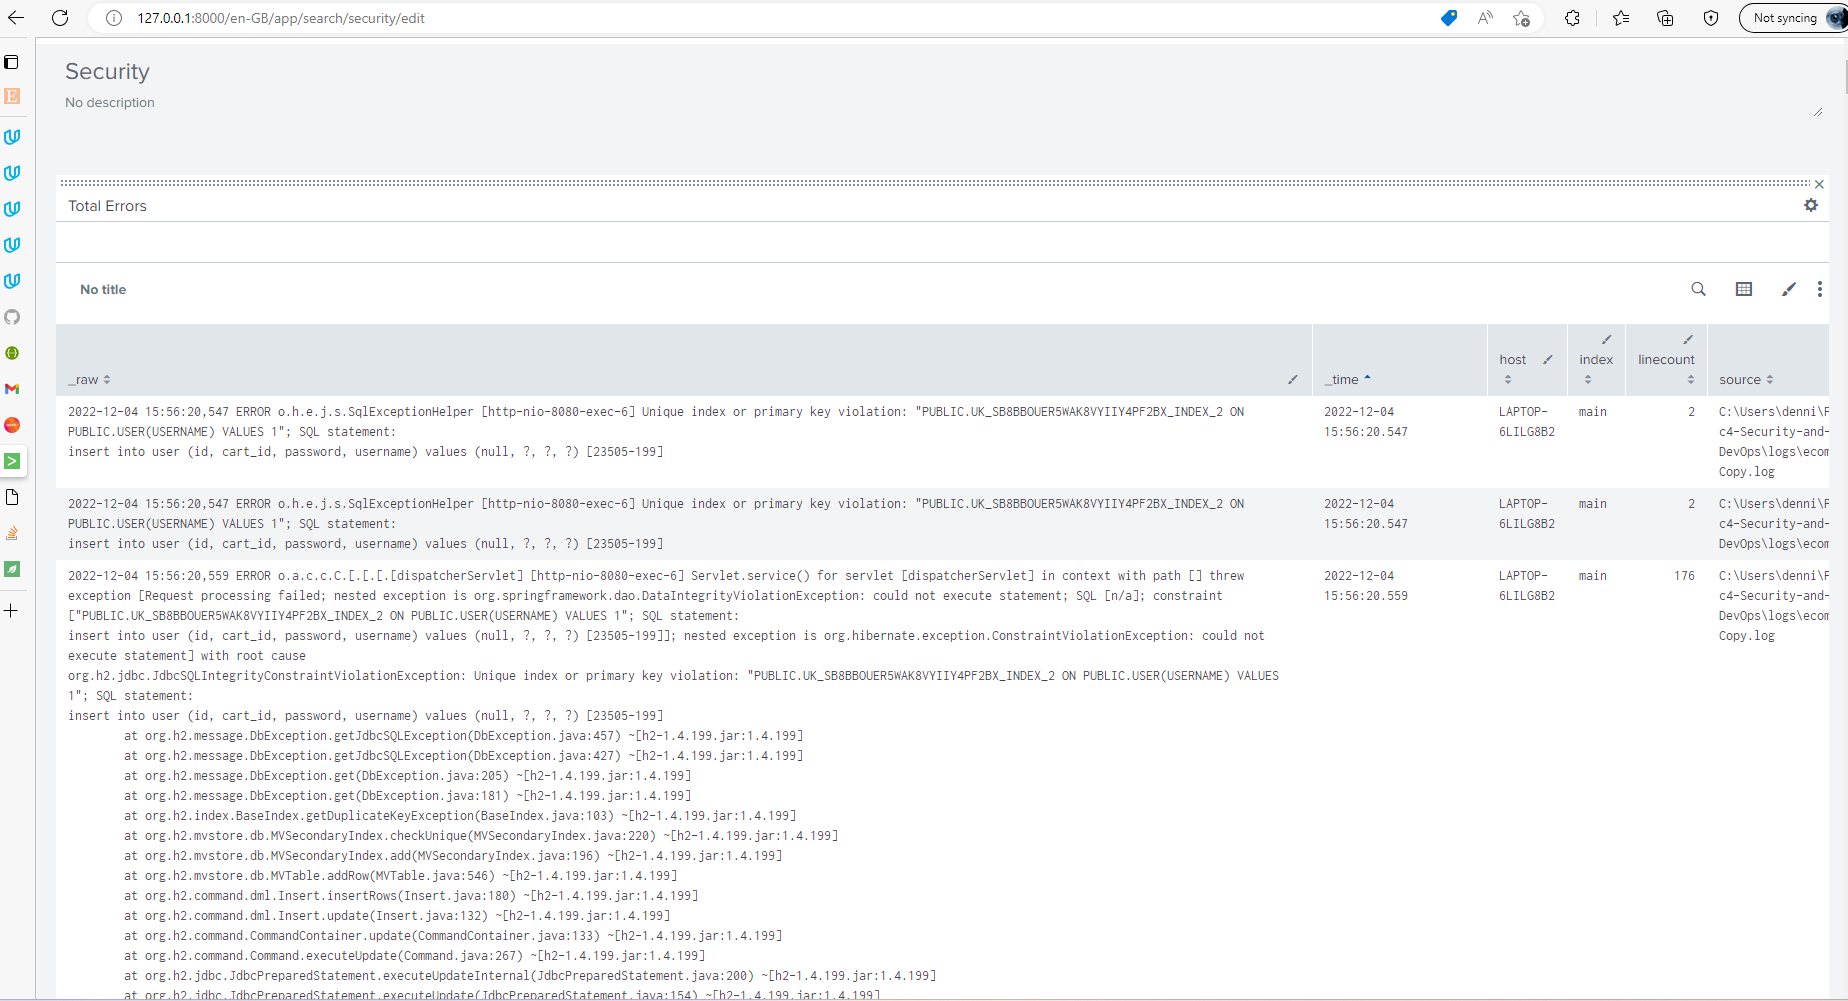 127.0.0.1:8000/en-GB/app/search/security/edit
Not syncing
Security
No description
Total Errors
No title
_raw
_time
host
index
linecount
source
2022-12-04 15:56:20,547 ERROR o.h.e.j.s.SqlExceptionHelper [http-nio-8080-exec-6] Unique index or primary key violation: "PUBLIC.UK_SB8BBOUER5WAK8VYIIY4PF2BX_INDEX_2 ON
PUBLIC.USER(USERNAME) VALUES 1"; SQL statement:
insert into user (id, cart_id, password, username) values (null, ?, ?, ?) [23505-199]
2022-12-04
15:56:20.547
LAPTOP-
6LILG8B2
main
2
C:\Users\denni\P
c4-Security-and-
DevOps\logs\ecom
Copy.log
2022-12-04 15:56:20,547 ERROR o.h.e.j.s.SqlExceptionHelper [http-nio-8080-exec-6] Unique index or primary key violation: "PUBLIC.UK_SB8BBOUER5WAK8VYIIY4PF2BX_INDEX_2 ON
PUBLIC.USER(USERNAME) VALUES 1"; SQL statement:
insert into user (id, cart_id, password, username) values (null, ?, ?, ?) [23505-199]
2022-12-04
15:56:20.547
LAPTOP-
6LILG8B2
main
2
C:\Users\denni\P
c4-Security-and-
DevOps\logs\ecom
2022-12-04 15:56:20,559 ERROR o.a.c.c.C.[.[.[.[dispatcherServlet] [http-nio-8080-exec-6] Servlet.service() for servlet [dispatcherServlet] in context with path [] threw
exception [Request processing failed; nested exception is org.springframework.dao.DataIntegrityViolationException: could not execute statement; SQL [n/a]; constraint
["PUBLIC.UK_SB8BBOUER5WAK8VYIIY4PF2BX_INDEX_2 ON PUBLIC.USER(USERNAME) VALUES 1"; SQL statement:
insert into user (id, cart_id, password, username) values (null, ?, ?, ?) [23505-199]]; nested exception is org.hibernate.exception.ConstraintViolationException: could not
execute statement] with root cause
org.h2.jdbc.JdbcSQLIntegrityConstraintViolationException: Unique index or primary key violation: "PUBLIC.UK_SB8BBOUER5WAK8VYIIY4PF2BX_INDEX_2 ON PUBLIC.USER(USERNAME) VALUES
1"; SQL statement:
insert into user (id, cart_id, password, username) values (null, ?, ?, ?) [23505-199]
at org.h2.message.DbException.getJdbcSQLException(DbException.java:457) ~[h2-1.4.199.jar:1.4.199]
at org.h2.message.DbException.getJdbcSQLException(DbException.java:427) ~[h2-1.4.199.jar:1.4.199]
at org.h2.message.DbException.get(DbException.java:205) ~[h2-1.4.199.jar:1.4.199]
at org.h2.message.DbException.get(DbException.java:181) ~[h2-1.4.199.jar:1.4.199]
at org.h2.index.BaseIndex.getDuplicateKeyException(BaseIndex.java:103) ~[h2-1.4.199.jar:1.4.199]
at org.h2.mvstore.db.MVSecondaryIndex.checkUnique(MVSecondaryIndex.java:220) ~[h2-1.4.199.jar:1.4.199]
at org.h2.mvstore.db.MVSecondaryIndex.add(MVSecondaryIndex.java:196) ~[h2-1.4.199.jar:1.4.199]
at org.h2.mvstore.db.MVTable.addRow(MVTable.java:546) ~[h2-1.4.199.jar:1.4.199]
at org.h2.command.dml.Insert.insertRows(Insert.java:180) ~[h2-1.4.199.jar:1.4.199]
at org.h2.command.dml.Insert.update(Insert.java:132) ~[h2-1.4.199.jar:1.4.199]
at org.h2.command.CommandContainer.update(CommandContainer.java:133) ~[h2-1.4.199.jar:1.4.199]
at org.h2.command.Command.executeUpdate(Command.java:267) ~[h2-1.4.199.jar:1.4.199]
at org.h2.jdbc.JdbcPreparedStatement.executeUpdateInternal(JdbcPreparedStatement.java:200) ~[h2-1.4.199.jar:1.4.199]
at org.h2.jdbc.JdbcPreparedStatement.executeUpdate(JdbcPreparedStatement.java:154) ~[h2-1.4.199.jar:1.4.199]
2022-12-04
15:56:20.559
LAPTOP-
6LILG8B2
main
176
C:\Users\denni\P
c4-Security-and-
DevOps\logs\ecom
Copy.log